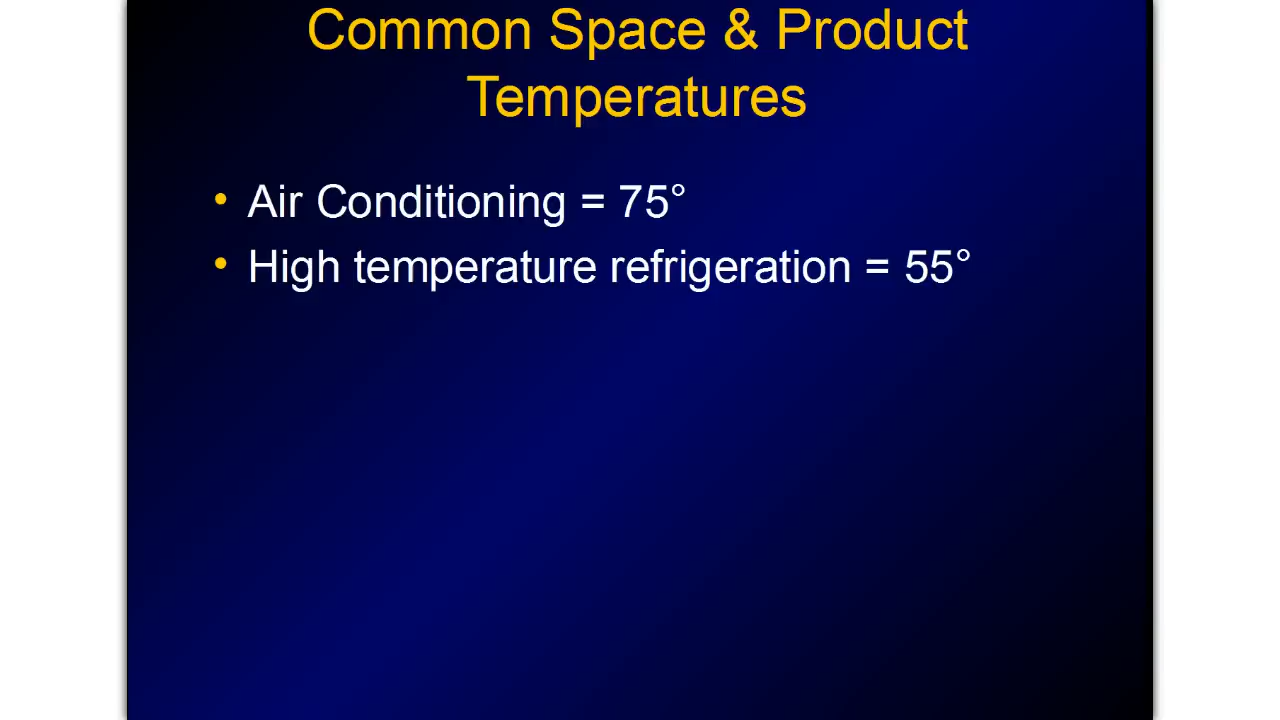 Common Space & Product
Temperatures
• Air Conditioning = 75°
• High temperature refrigeration = 55°